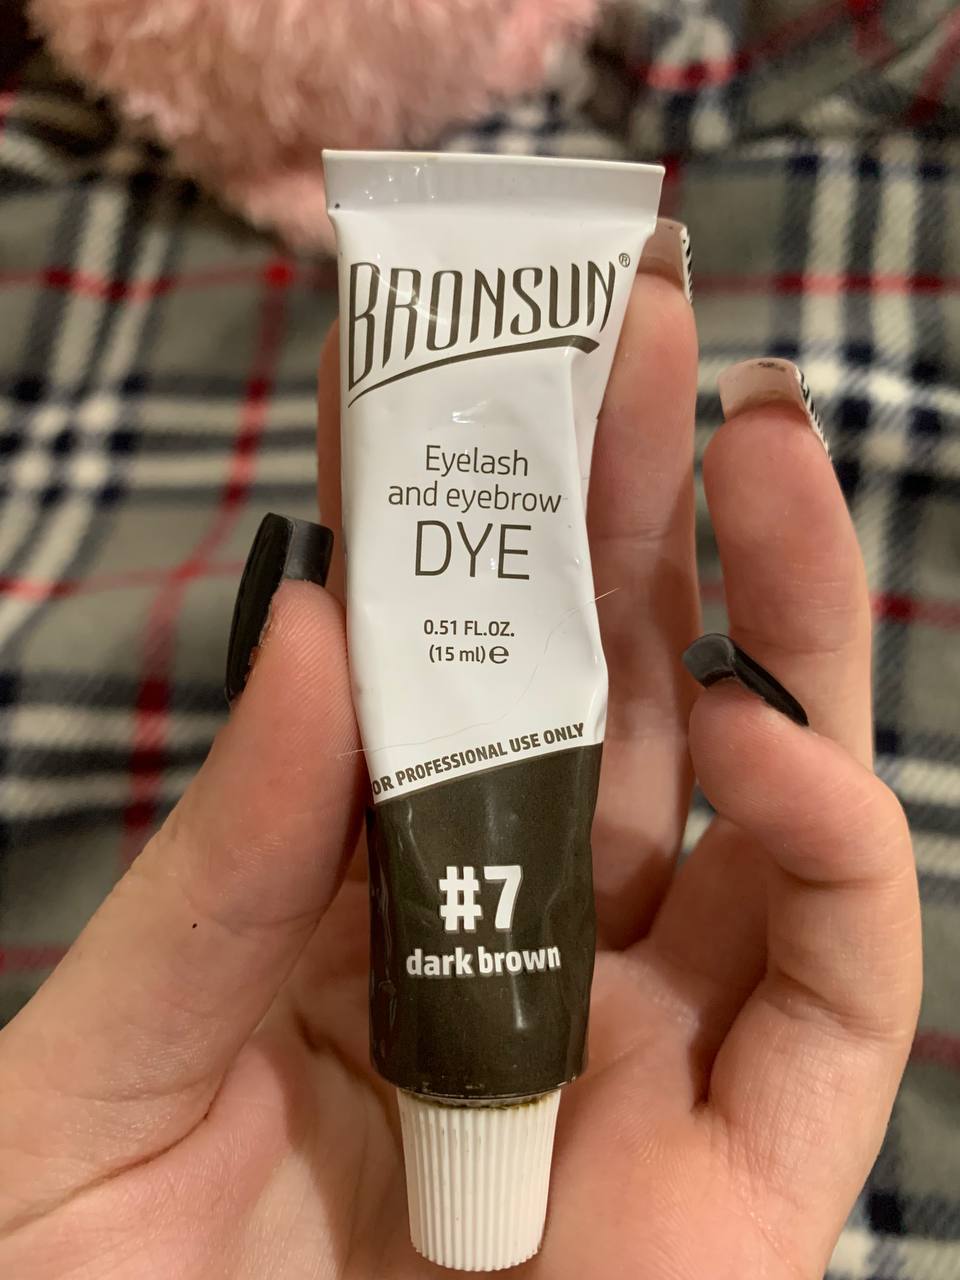 BRONSUN®
Eyelash
and eyebrow
DYE
0.51 FL.OZ.
(15 ml) ℮
OR PROFESSIONAL USE ONLY
#7
dark brown